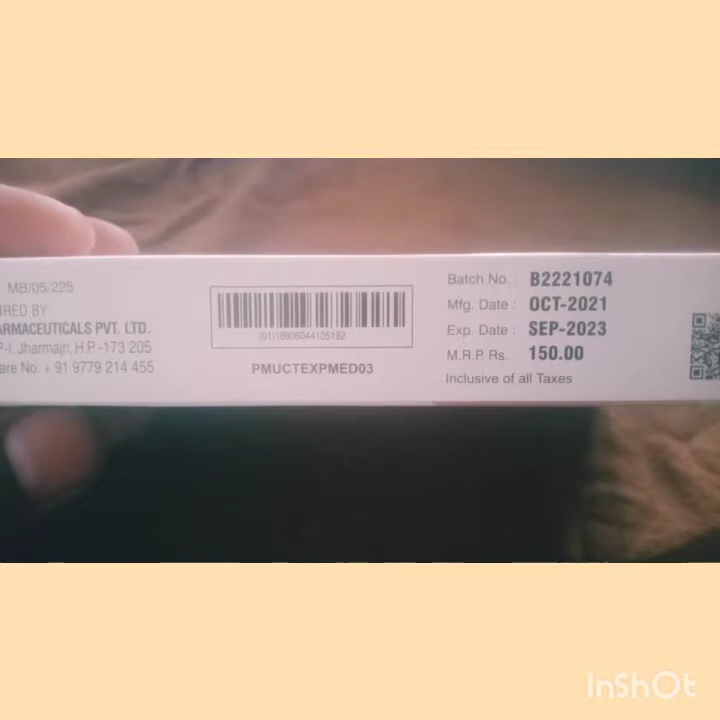 MB/05/225
RED BY
ARMACEUTICALS PVT. LTD.
P-I, Jharmajri, H.P.-173 205
are No. + 91 9779 214 455
(01)18906044105192
PMUCTEXPMED03
Batch No. : B2221074
Mfg. Date : OCT-2021
Exp. Date : SEP-2023
M.R.P. Rs. 150.00
Inclusive of all Taxes
InShOt